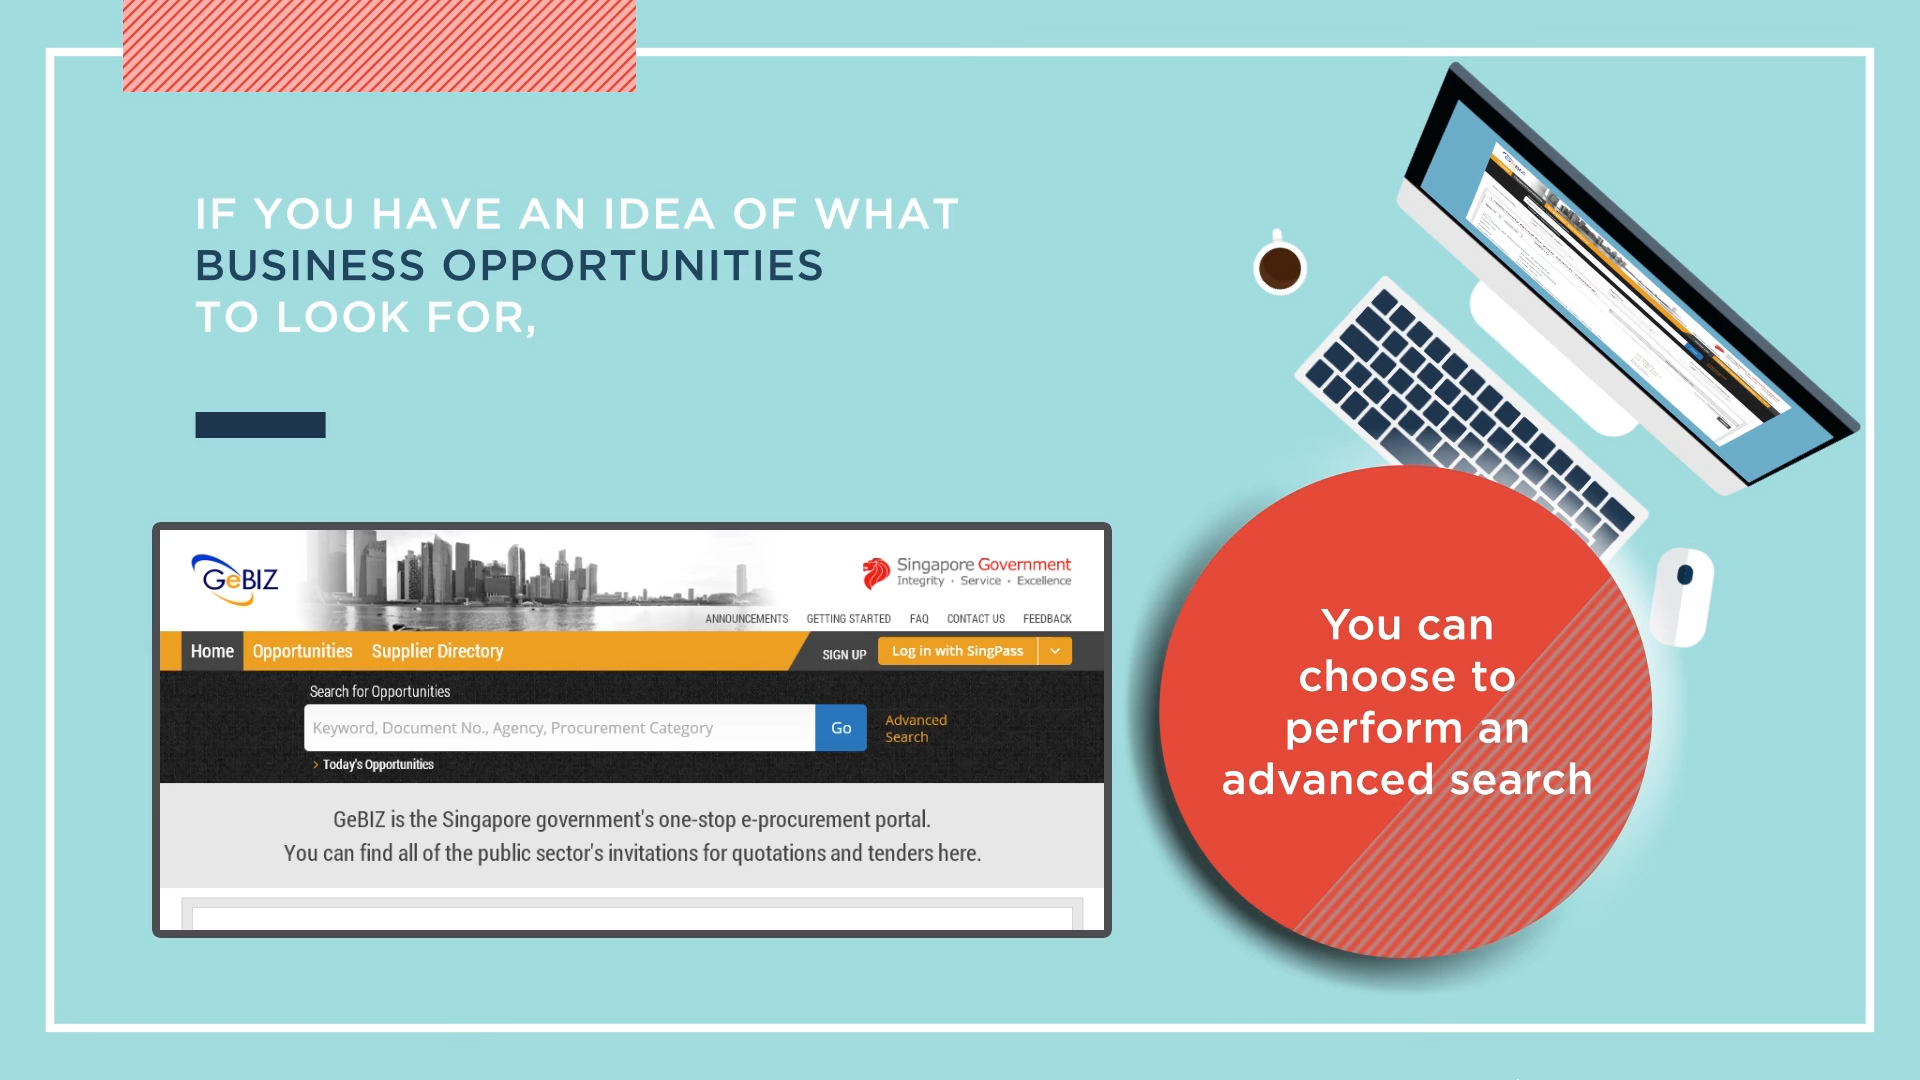 IF YOU HAVE AN IDEA OF WHAT
BUSINESS OPPORTUNITIES
TO LOOK FOR,
GeBIZ
Singapore Government
Integrity · Service · Excellence
ANNOUNCEMENTS GETTING STARTED FAQ CONTACT US FEEDBACK
Home Opportunities Supplier Directory SIGN UP Log in with SingPass
Search for Opportunities
Keyword, Document No., Agency, Procurement Category Go Advanced
Search
> Today's Opportunities
GeBIZ is the Singapore government's one-stop e-procurement portal.
You can find all of the public sector's invitations for quotations and tenders here.
You can
choose to
perform an
advanced search